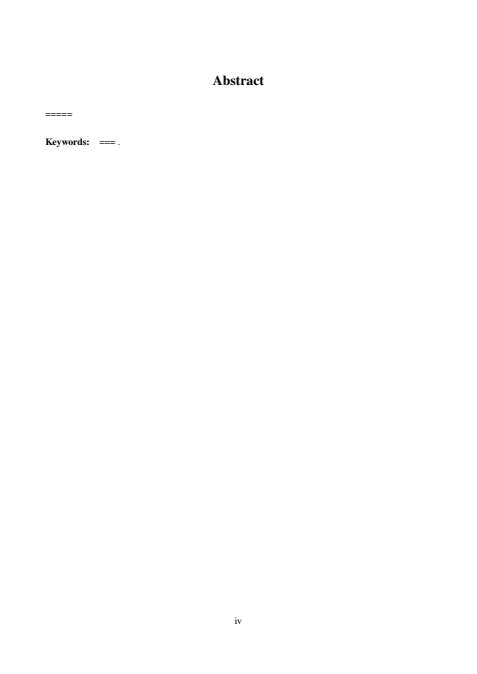 Abstract
=====
Keywords: === .
iv